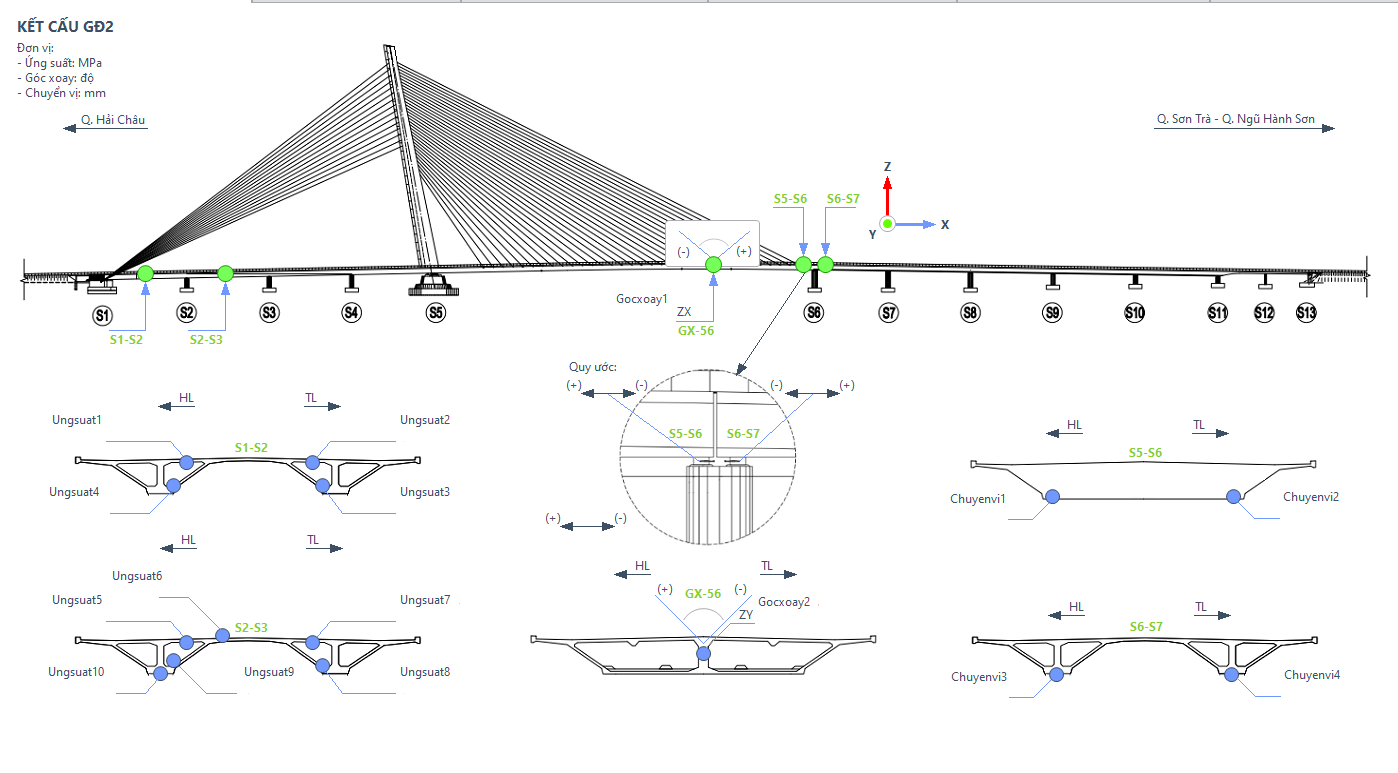 KẾT CẤU GĐ2
Đơn vị:
- Ứng suất: MPa
- Góc xoay: độ
- Chuyển vị: mm
Q. Hải Châu
Q. Sơn Trà - Q. Ngũ Hành Sơn
Z
X
Y
S5-S6
S6-S7
(-)
(+)
Gocxoay1
ZX
GX-56
S1
S2
S3
S4
S5
S6
S7
S8
S9
S10
S11
S12
S13
S1-S2
S2-S3
Quy ước:
(+)
(-)
(-)
(+)
S5-S6
S6-S7
(+)
(-)
HL
TL
Ungsuat1
Ungsuat2
S1-S2
Ungsuat4
Ungsuat3
HL
TL
Ungsuat6
Ungsuat5
Ungsuat7
S2-S3
Ungsuat10
Ungsuat9
Ungsuat8
HL
TL
(+)
GX-56
(-)
Gocxoay2
ZY
HL
TL
S5-S6
Chuyenvi1
Chuyenvi2
HL
TL
S6-S7
Chuyenvi3
Chuyenvi4